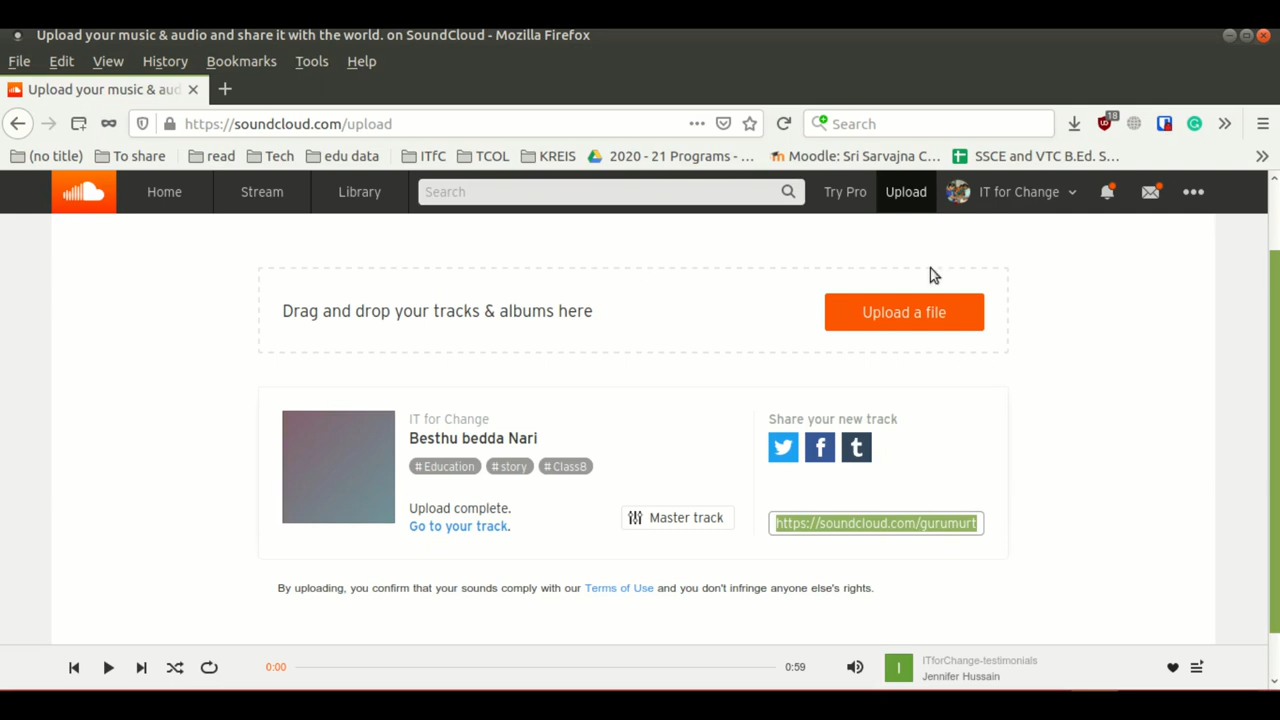 Upload your music & audio and share it with the world. on SoundCloud - Mozilla Firefox
File Edit View History Bookmarks Tools Help
Upload your music & aud
https://soundcloud.com/upload
Search
18
(no title) To share read Tech edu data ITfC TCOL KREIS 2020 - 21 Programs - ... Moodle: Sri Sarvajna C... SSCE and VTC B.Ed. S...
Home Stream Library Search Try Pro Upload IT for Change
Drag and drop your tracks & albums here
Upload a file
IT for Change
Besthu bedda Nari
# Education # story # Class8
Upload complete.
Go to your track.
Master track
Share your new track
https://soundcloud.com/gurumurt
By uploading, you confirm that your sounds comply with our Terms of Use and you don't infringe anyone else's rights.
0:00 0:59
I
ITforChange-testimonials
Jennifer Hussain